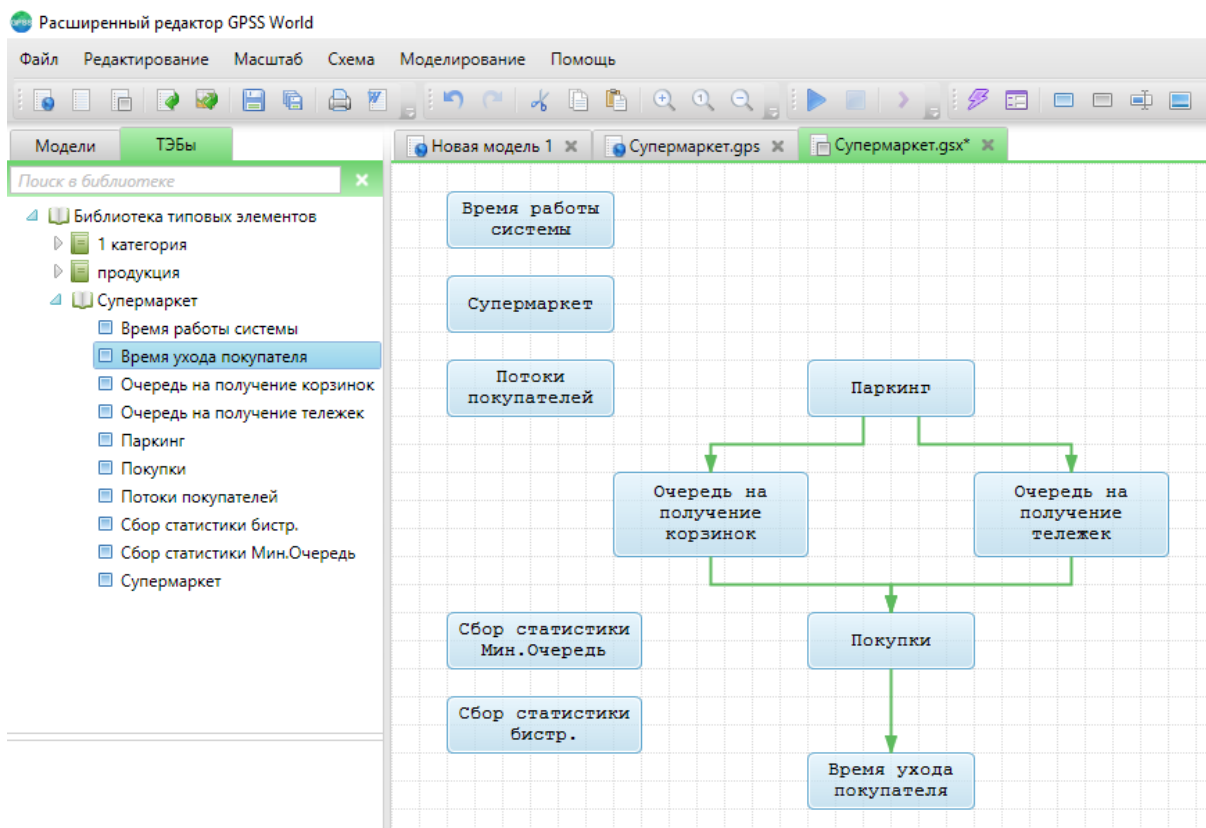 Расширенный редактор GPSS World
Файл Редактирование Масштаб Схема Моделирование Помощь
Модели ТЭБы
Новая модель 1 Супермаркет.gps Супермаркет.gsx*
Поиск в библиотеке
Библиотека типовых элементов
1 категория
продукция
Супермаркет
Время работы системы
Время ухода покупателя
Очередь на получение корзинок
Очередь на получение тележек
Паркинг
Покупки
Потоки покупателей
Сбор статистики бистр.
Сбор статистики Мин.Очередь
Супермаркет
Время работы
системы
Супермаркет
Потоки
покупателей
Паркинг
Очередь на
получение
корзинок
Очередь на
получение
тележек
Сбор статистики
Мин.Очередь
Покупки
Сбор статистики
бистр.
Время ухода
покупателя